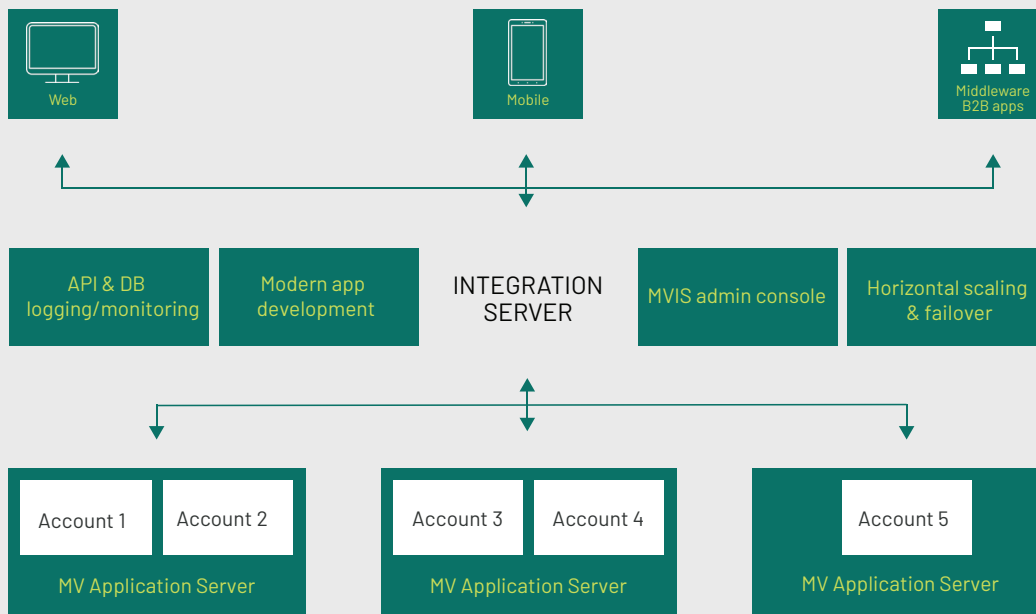 Web
Mobile
Middleware
B2B apps
API & DB
logging/monitoring
Modern app
development
INTEGRATION
SERVER
MVIS admin console
Horizontal scaling
& failover
Account 1
Account 2
MV Application Server
Account 3
Account 4
MV Application Server
Account 5
MV Application Server